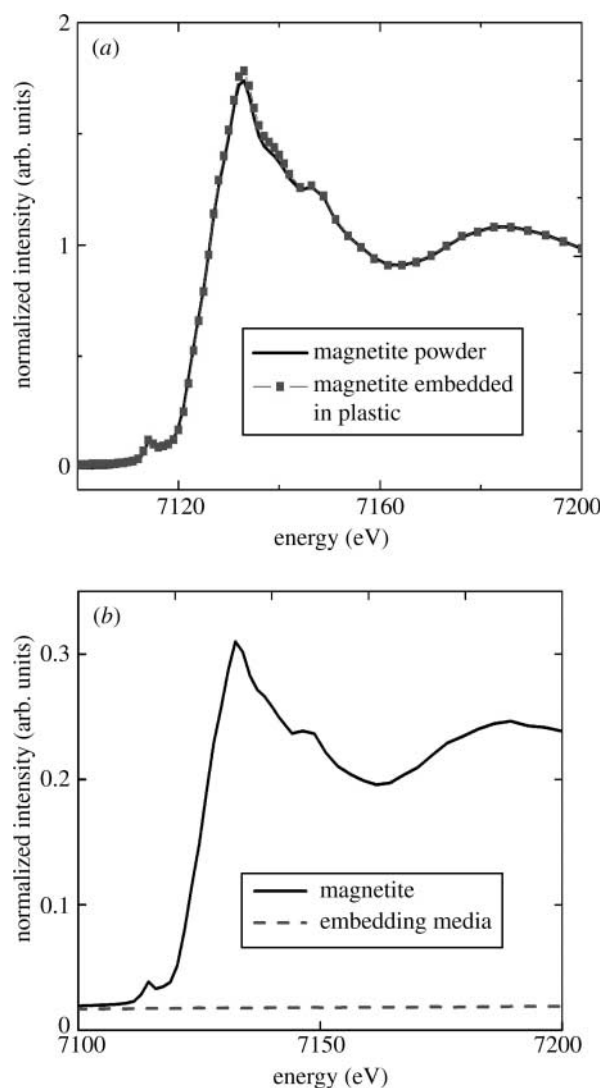 (a)
2
1
0
normalized intensity (arb. units)
magnetite powder
magnetite embedded
in plastic
7120
7160
7200
energy (eV)
(b)
0.3
0.2
0.1
0
normalized intensity (arb. units)
magnetite
embedding media
7100
7150
7200
energy (eV)